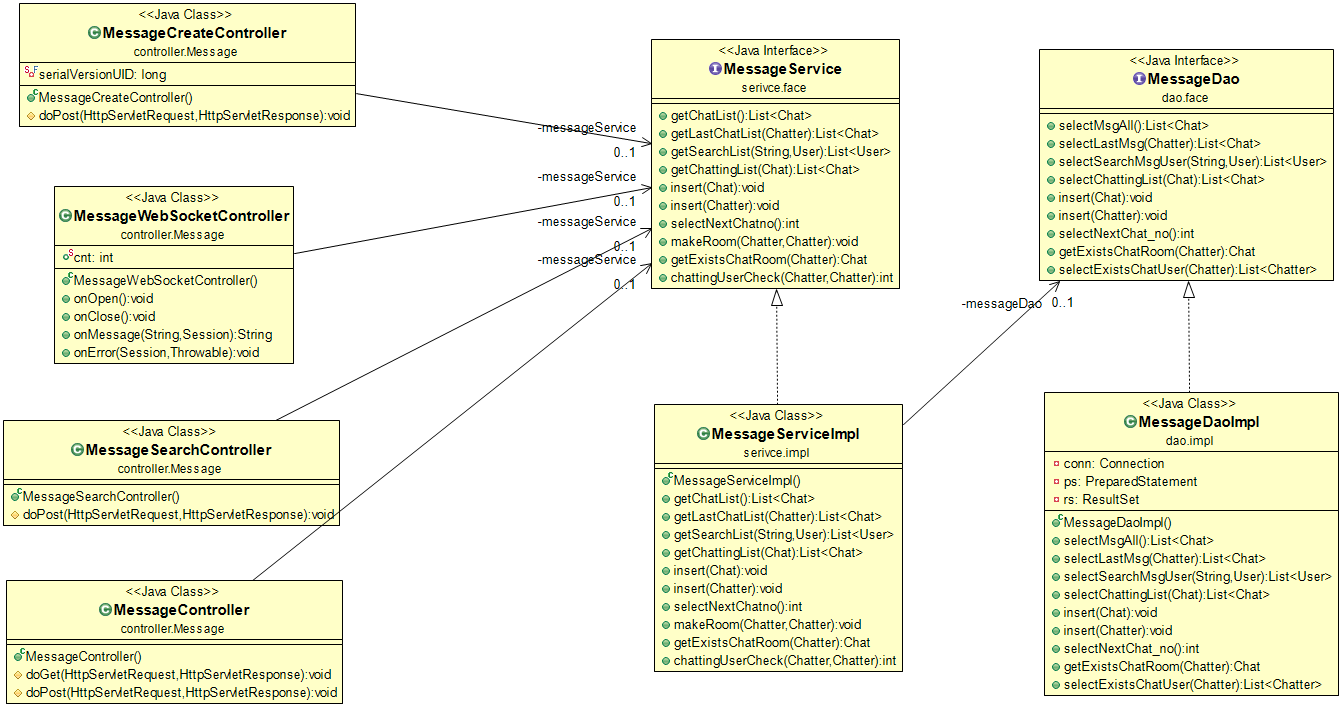 <<Java Class>>
MessageCreateController
controller.Message
serialVersionUID: long
MessageCreateController()
doPost(HttpServletRequest,HttpServletResponse):void
<<Java Class>>
MessageWebSocketController
controller.Message
cnt: int
MessageWebSocketController()
onOpen():void
onClose():void
onMessage(String,Session):String
onError(Session,Throwable):void
<<Java Class>>
MessageSearchController
controller.Message
MessageSearchController()
doPost(HttpServletRequest,HttpServletResponse):void
<<Java Class>>
MessageController
controller.Message
MessageController()
doGet(HttpServletRequest,HttpServletResponse):void
doPost(HttpServletRequest,HttpServletResponse):void
-messageService
0..1
-messageService
0..1
-messageService
0..1
-messageService
0..1
<<Java Interface>>
MessageService
serivce.face
getChatList():List<Chat>
getLastChatList(Chatter):List<Chat>
getSearchList(String,User):List<User>
getChattingList(Chat):List<Chat>
insert(Chat):void
insert(Chatter):void
selectNextChatno():int
makeRoom(Chatter,Chatter):void
getExistsChatRoom(Chatter):Chat
chattingUserCheck(Chatter,Chatter):int
<<Java Class>>
MessageServiceImpl
serivce.impl
MessageServiceImpl()
getChatList():List<Chat>
getLastChatList(Chatter):List<Chat>
getSearchList(String,User):List<User>
getChattingList(Chat):List<Chat>
insert(Chat):void
insert(Chatter):void
selectNextChatno():int
makeRoom(Chatter,Chatter):void
getExistsChatRoom(Chatter):Chat
chattingUserCheck(Chatter,Chatter):int
-messageDao
0..1
<<Java Interface>>
MessageDao
dao.face
selectMsgAll():List<Chat>
selectLastMsg(Chatter):List<Chat>
selectSearchMsgUser(String,User):List<User>
selectChattingList(Chat):List<Chat>
insert(Chat):void
insert(Chatter):void
selectNextChat_no():int
getExistsChatRoom(Chatter):Chat
selectExistsChatUser(Chatter):List<Chatter>
<<Java Class>>
MessageDaoImpl
dao.impl
conn: Connection
ps: PreparedStatement
rs: ResultSet
MessageDaoImpl()
selectMsgAll():List<Chat>
selectLastMsg(Chatter):List<Chat>
selectSearchMsgUser(String,User):List<User>
selectChattingList(Chat):List<Chat>
insert(Chat):void
insert(Chatter):void
selectNextChat_no():int
getExistsChatRoom(Chatter):Chat
selectExistsChatUser(Chatter):List<Chatter>